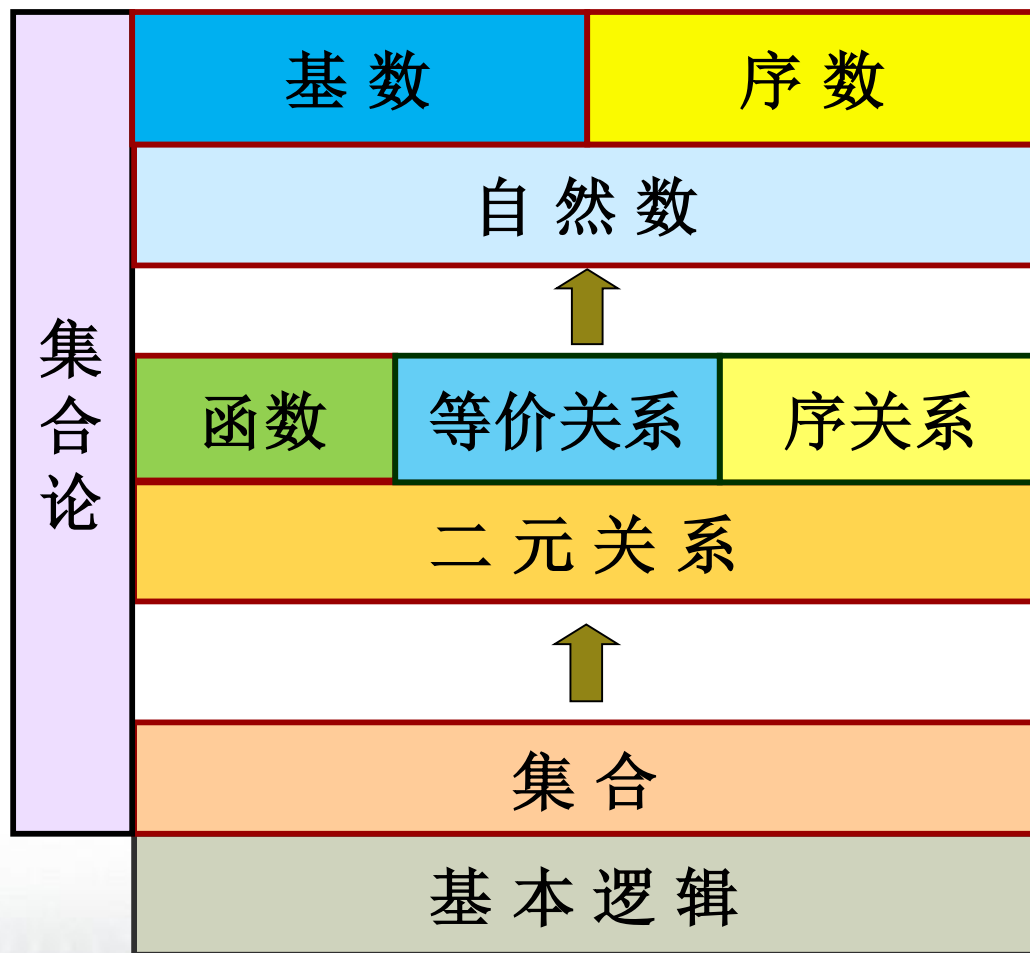 基数
序数
自然数
集
合
论
函数
等价关系
序关系
二元关系
集合
基本逻辑